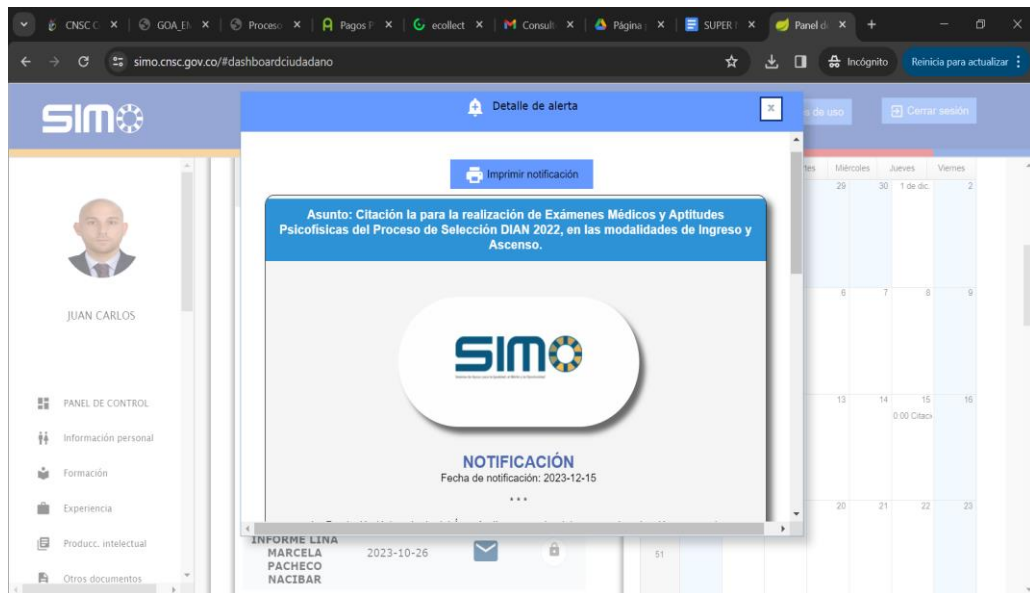 CNSC C
GOA_EN
Proceso
Pagos P
ecollect
Consult
Página
SUPER
Panel d
simo.cnsc.gov.co/#dashboardciudadano
Incógnito
Reinicia para actualizar
SIMO
Detalle de alerta
x
de uso
Cerrar sesión
Imprimir notificación
Miércoles Jueves Viernes
29 30 1 de dic. 2
Asunto: Citación la para la realización de Exámenes Médicos y Aptitudes
Psicofísicas del Proceso de Selección DIAN 2022, en las modalidades de Ingreso y
Ascenso.
JUAN CARLOS
6 7 8 9
SIMO
13 14 15 16
0:00 Citac
PANEL DE CONTROL
Información personal
Formación
Experiencia
Producc. intelectual
Otros documentos
NOTIFICACIÓN
Fecha de notificación: 2023-12-15
...
20 21 22 23
INFORME LINA
MARCELA 2023-10-26
PACHECO
NACIBAR
51